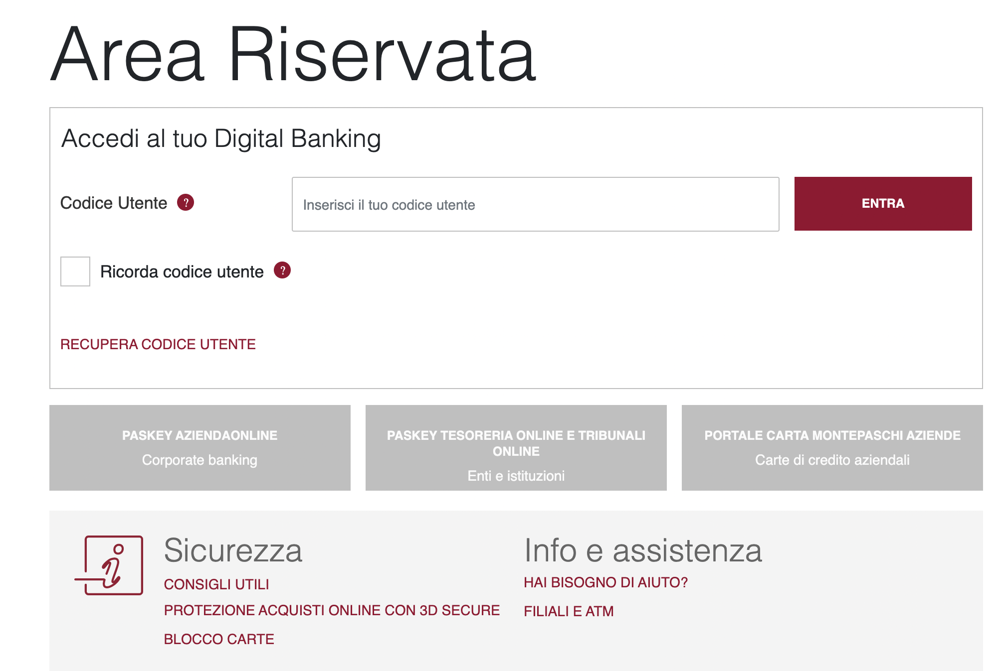 Area Riservata
Accedi al tuo Digital Banking
Codice Utente ?
Inserisci il tuo codice utente
ENTRA
Ricorda codice utente ?
RECUPERA CODICE UTENTE
PASKEY AZIENDAONLINE
Corporate banking
PASKEY TESORERIA ONLINE E TRIBUNALI
ONLINE
Enti e istituzioni
PORTALE CARTA MONTEPASCHI AZIENDE
Carte di credito aziendali
Sicurezza
CONSIGLI UTILI
PROTEZIONE ACQUISTI ONLINE CON 3D SECURE
BLOCCO CARTE
Info e assistenza
HAI BISOGNO DI AIUTO?
FILIALI E ATM